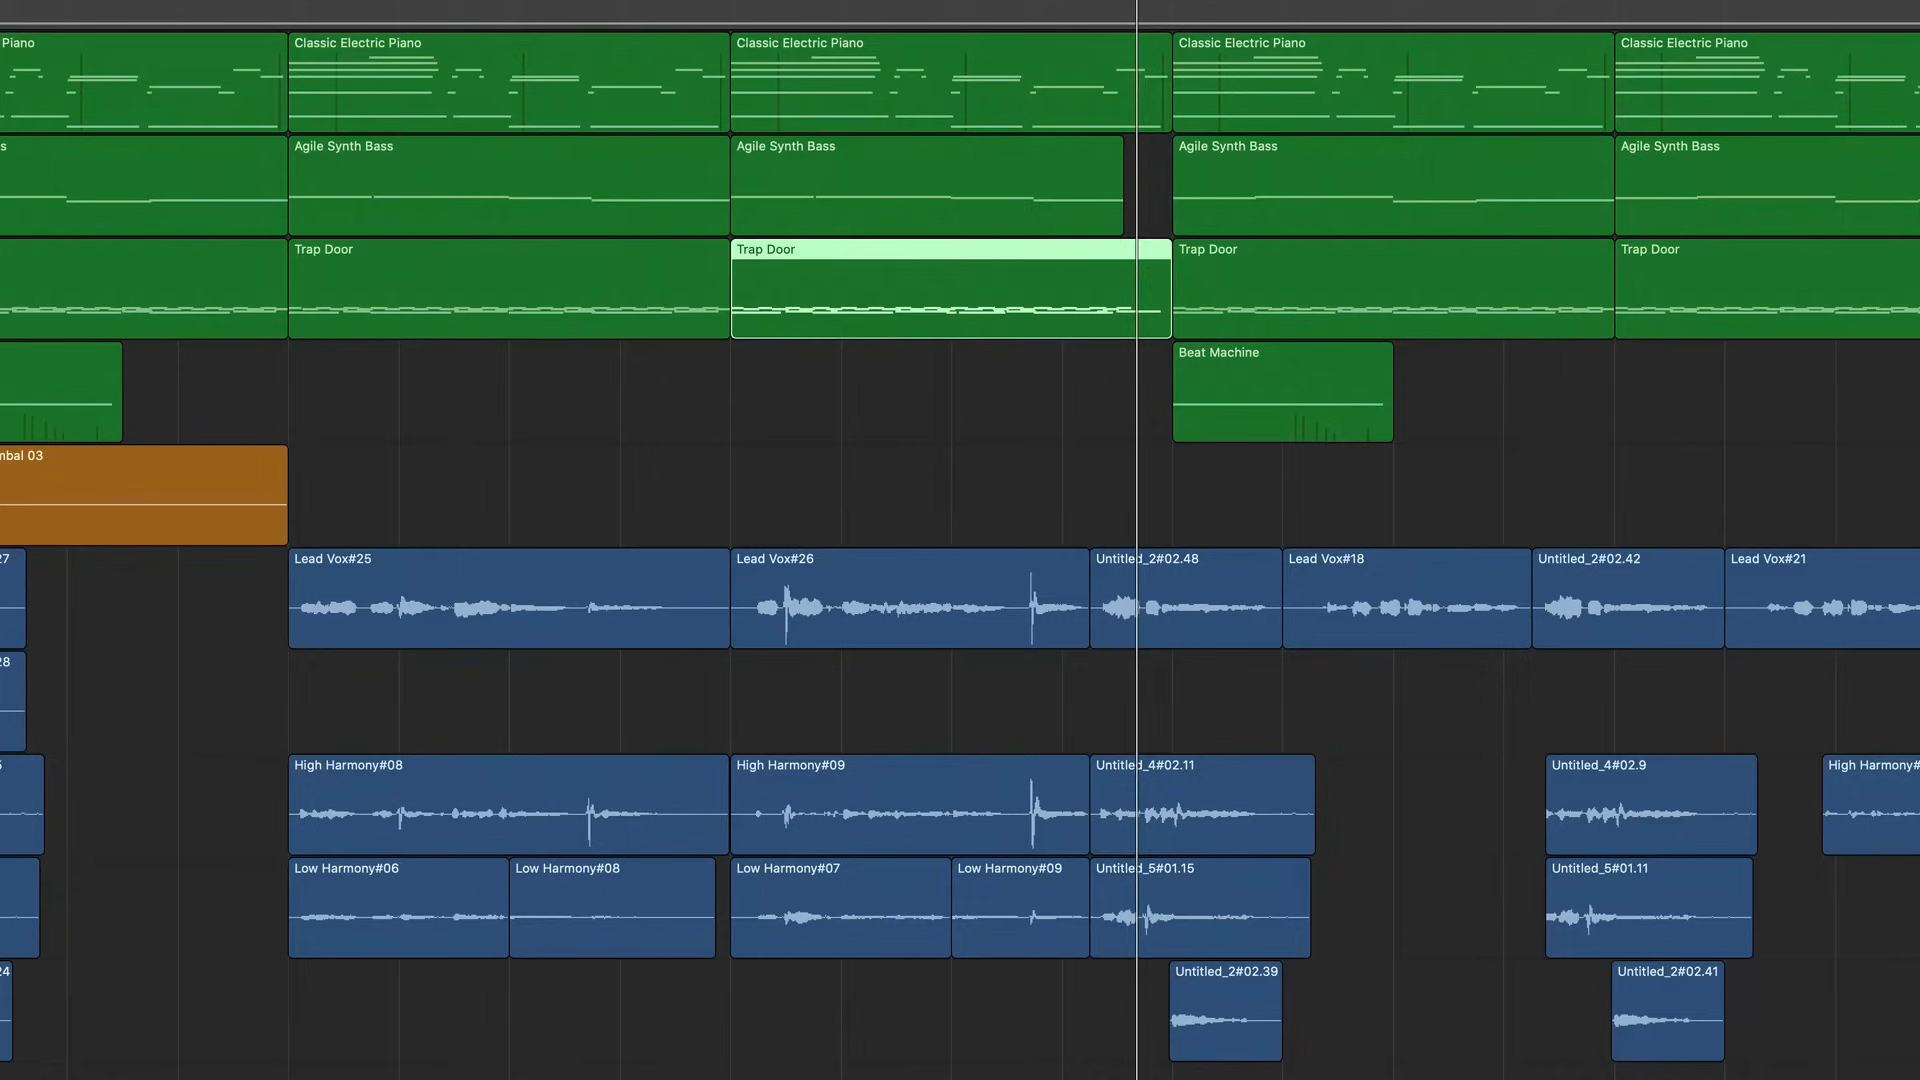 Piano
Classic Electric Piano
Classic Electric Piano
Classic Electric Piano
Classic Electric Piano
s
Agile Synth Bass
Agile Synth Bass
Agile Synth Bass
Agile Synth Bass
Trap Door
Trap Door
Trap Door
Trap Door
Beat Machine
mbal 03
27
Lead Vox#25
Lead Vox#26
Untitled_2#02.48
Lead Vox#18
Untitled_2#02.42
Lead Vox#21
28
High Harmony#08
High Harmony#09
Untitled_4#02.11
Untitled_4#02.9
High Harmony#
Low Harmony#06
Low Harmony#08
Low Harmony#07
Low Harmony#09
Untitled_5#01.15
Untitled_5#01.11
24
Untitled_2#02.39
Untitled_2#02.41